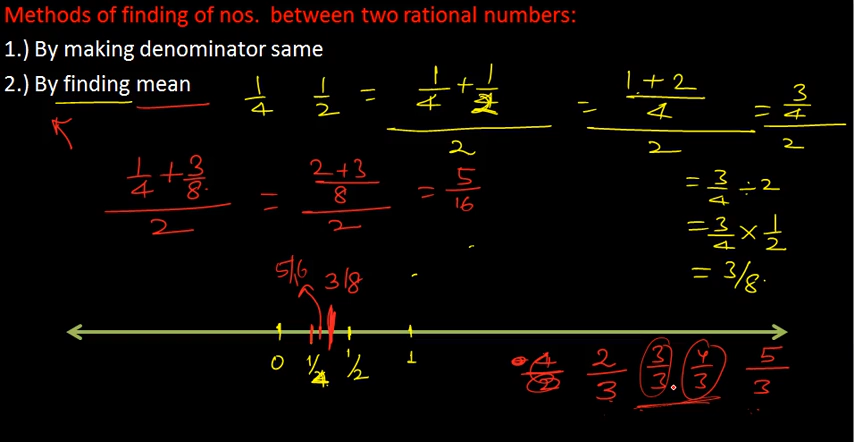 Methods of finding of nos. between two rational numbers:
1.) By making denominator same
2.) By finding mean
1/4 1/2 = (1/4 + 1/2)/2 = ((1+2)/4)/2 = (3/4)/2
= 3/4 ÷ 2
= 3/4 × 1/2
= 3/8
(1/4 + 3/8)/2 = ((2+3)/8)/2 = 5/16
5/16 3/8
0 1/4 1/2 1
2/3 3/3 4/3 5/3